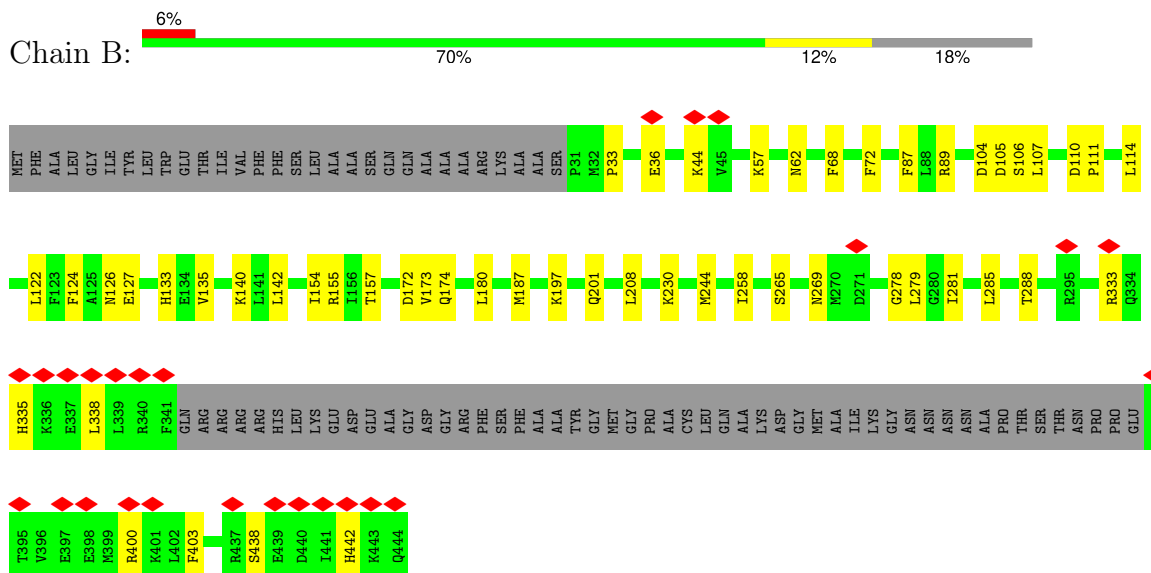 6%
Chain B:
70% 12% 18%
MET PHE ALA LEU GLY ILE TYR LEU TRP GLU THR ILE VAL PHE PHE SER LEU ALA ALA SER GLN GLN ALA ALA ALA ARG LYS ALA ALA SER P31 M32 P33 E36 K44 V45 K57 N62 F68 F72 F87 L88 R89 D104 D105 S106 L107 D110 P111 L114
L122 F123 F124 A125 N126 E127 H133 E134 V135 K140 L141 L142 I154 R155 I156 T157 D172 V173 Q174 L180 M187 K197 Q201 L208 K230 M244 I258 S265 N269 M270 D271 G278 L279 G280 I281 L285 T288 R295 R333 Q334
H335 K336 E337 L338 L339 R340 F341 GLN ARG ARG ARG ARG HIS LEU LYS GLU ASP GLU ALA GLY ASP GLY ARG PHE SER PHE ALA ALA TYR GLY MET GLY PRO ALA CYS LEU GLN ALA LYS ASP GLY MET ALA ILE LYS GLY ASN ASN ASN ASN ALA PRO THR SER THR ASN PRO PRO GLU
T395 V396 E397 E398 M399 R400 K401 L402 F403 R437 S438 E439 D440 I441 H442 K443 Q444